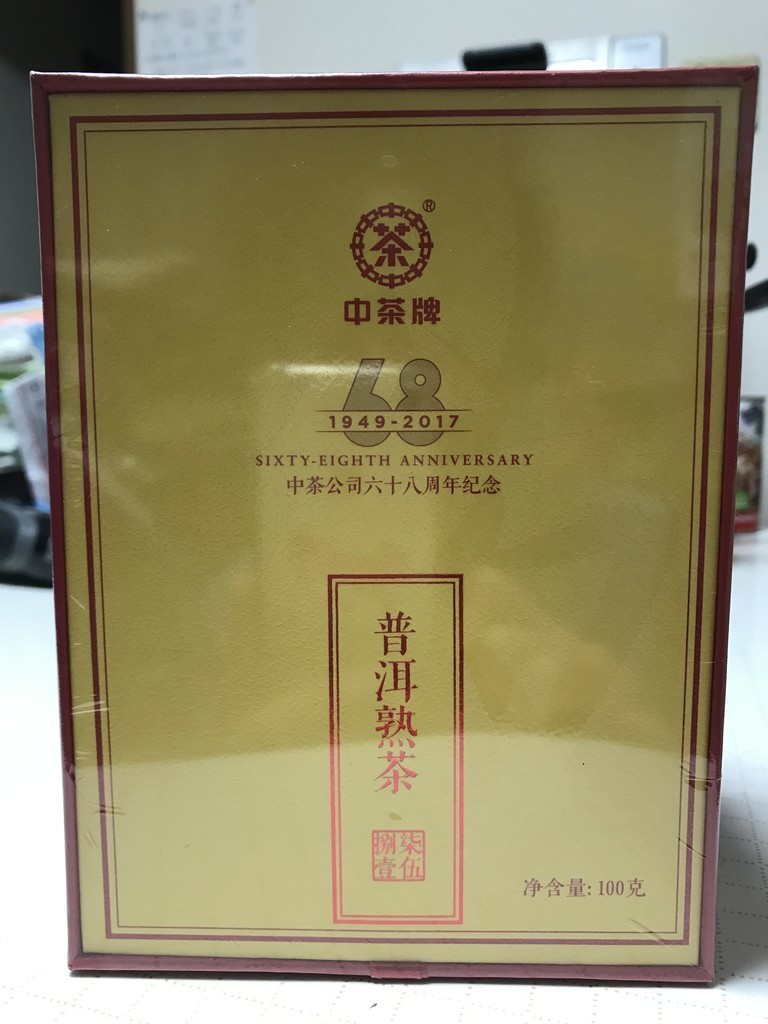 茶®
中茶牌
68
1949-2017
SIXTY-EIGHTH ANNIVERSARY
中茶公司六十八周年纪念
普洱熟茶
柒伍
捌壹
净含量: 100克